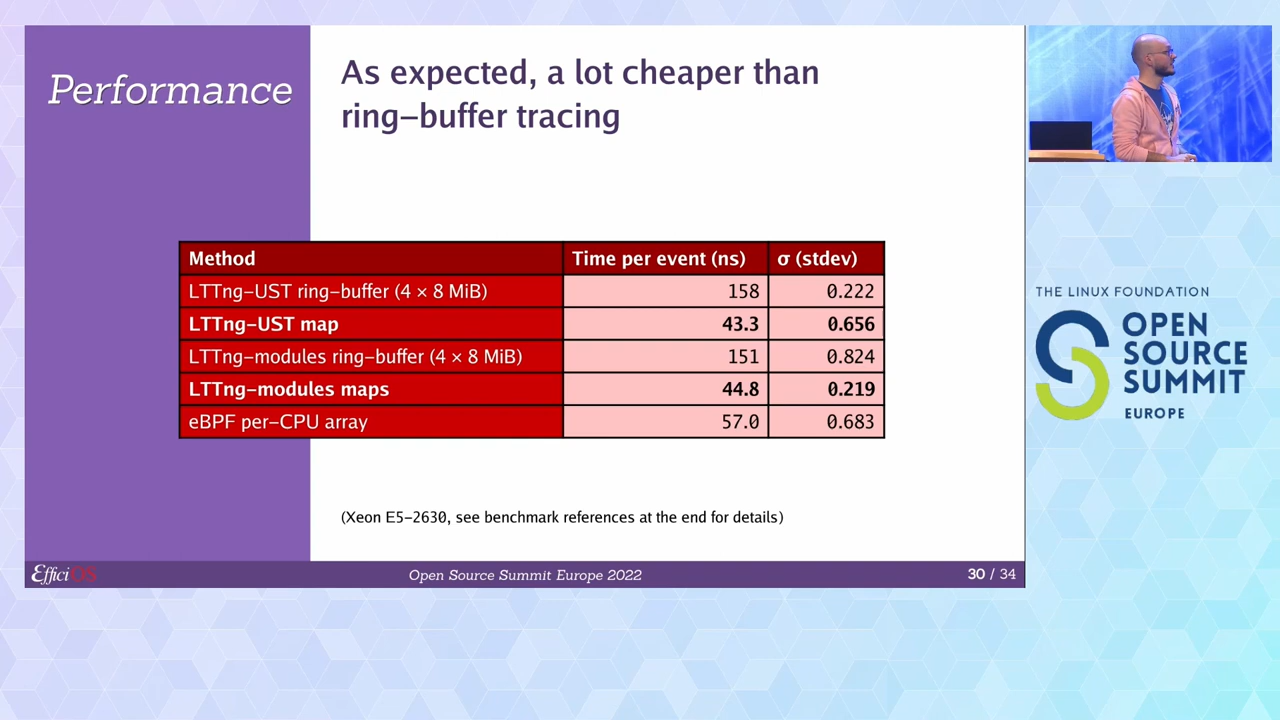 Performance
As expected, a lot cheaper than
ring–buffer tracing
Method Time per event (ns) σ (stdev)
LTTng–UST ring–buffer (4 × 8 MiB) 158 0.222
LTTng–UST map 43.3 0.656
LTTng–modules ring–buffer (4 × 8 MiB) 151 0.824
LTTng–modules maps 44.8 0.219
eBPF per–CPU array 57.0 0.683
(Xeon E5–2630, see benchmark references at the end for details)
EfficiOS
Open Source Summit Europe 2022
30 / 34
THE LINUX FOUNDATION
OPEN
SOURCE
SUMMIT
EUROPE